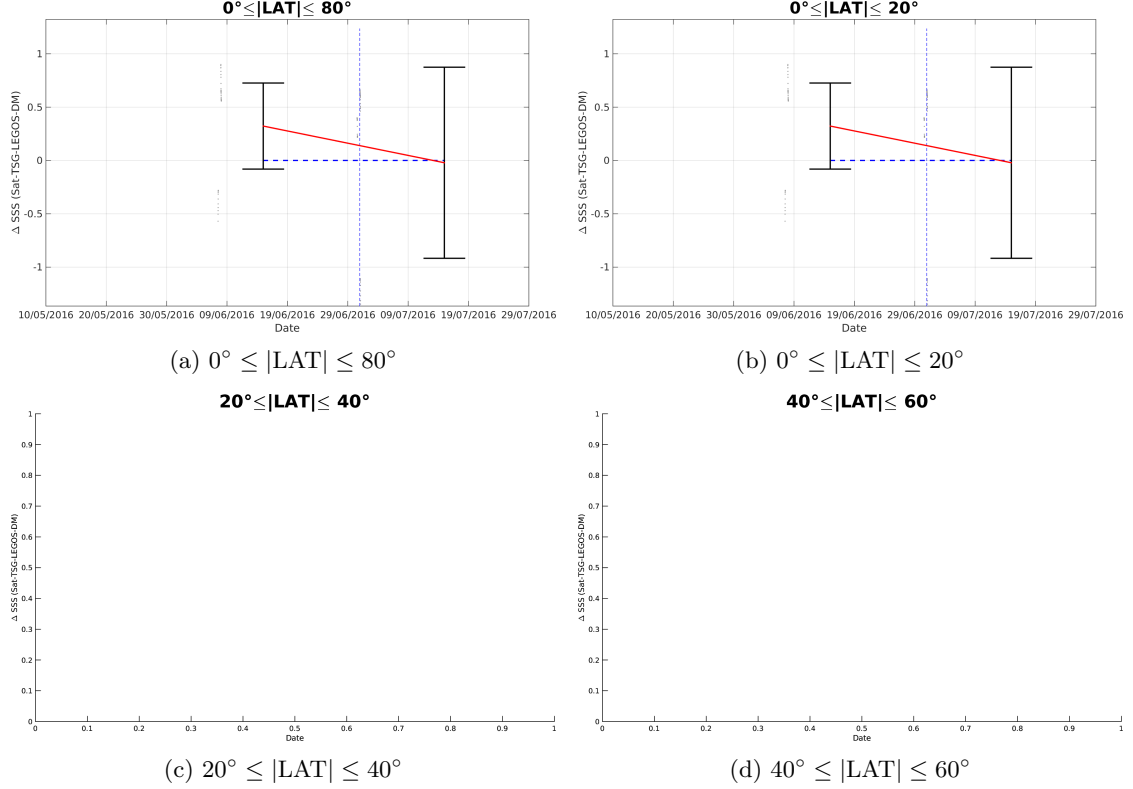 0°≤|LAT|≤ 80°
Δ SSS (Sat-TSG-LEGOS-DM)
1
0.5
0
-0.5
-1
10/05/2016 20/05/2016 30/05/2016 09/06/2016 19/06/2016 29/06/2016 09/07/2016 19/07/2016 29/07/2016
Date
(a) 0° ≤ |LAT| ≤ 80°
0°≤|LAT|≤ 20°
Δ SSS (Sat-TSG-LEGOS-DM)
1
0.5
0
-0.5
-1
10/05/2016 20/05/2016 30/05/2016 09/06/2016 19/06/2016 29/06/2016 09/07/2016 19/07/2016 29/07/2016
Date
(b) 0° ≤ |LAT| ≤ 20°
20°≤|LAT|≤ 40°
Δ SSS (Sat-TSG-LEGOS-DM)
1
0.9
0.8
0.7
0.6
0.5
0.4
0.3
0.2
0.1
0
0 0.1 0.2 0.3 0.4 0.5 0.6 0.7 0.8 0.9 1
Date
(c) 20° ≤ |LAT| ≤ 40°
40°≤|LAT|≤ 60°
Δ SSS (Sat-TSG-LEGOS-DM)
1
0.9
0.8
0.7
0.6
0.5
0.4
0.3
0.2
0.1
0
0 0.1 0.2 0.3 0.4 0.5 0.6 0.7 0.8 0.9 1
Date
(d) 40° ≤ |LAT| ≤ 60°